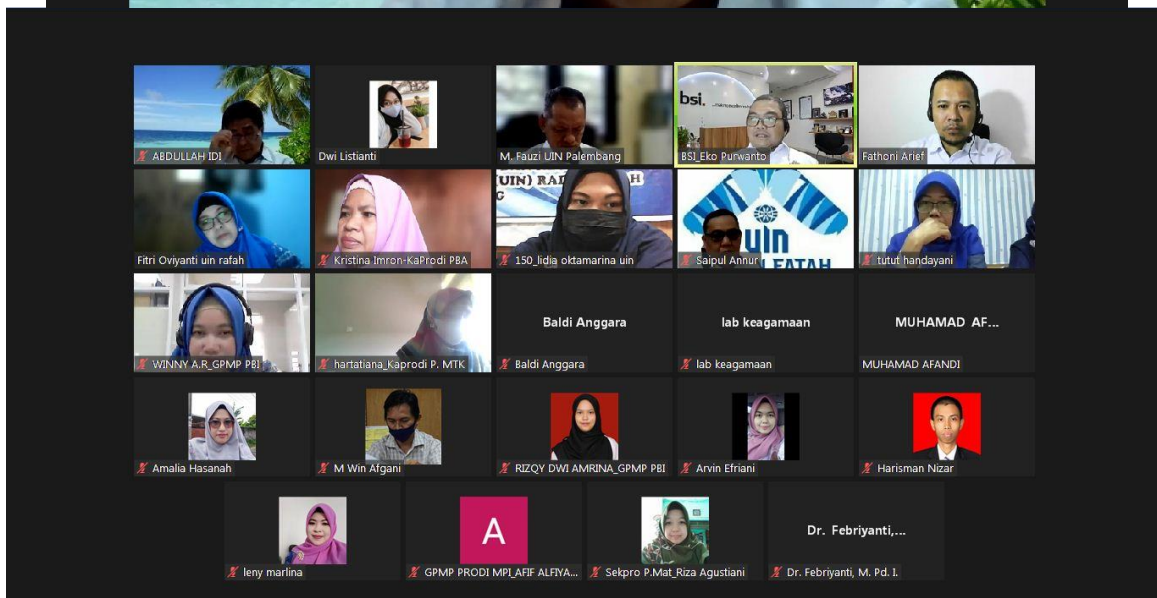 ABDULLAH IDI
Dwi Listianti
M. Fauzi UIN Palembang
bsi.
BSI_Eko Purwanto
Fathoni Arief
Fitri Oviyanti uin rafah
Kristina Imron-KaProdi PBA
(UIN) RAD
150_lidia oktamarina uin
uin
FATAH
Saipul Annur
tutut handayani
WINNY A.R_GPMP PBI
hartatiana_Kaprodi P. MTK
Baldi Anggara
Baldi Anggara
lab keagamaan
lab keagamaan
MUHAMAD AF...
MUHAMAD AFANDI
Amalia Hasanah
M Win Afgani
RIZQY DWI AMRINA_GPMP PBI
Arvin Efriani
Harisman Nizar
leny marlina
A
GPMP PRODI MPI_AFIF ALFIYA...
Sekpro P.Mat_Riza Agustiani
Dr. Febriyanti,...
Dr. Febriyanti, M. Pd. I.